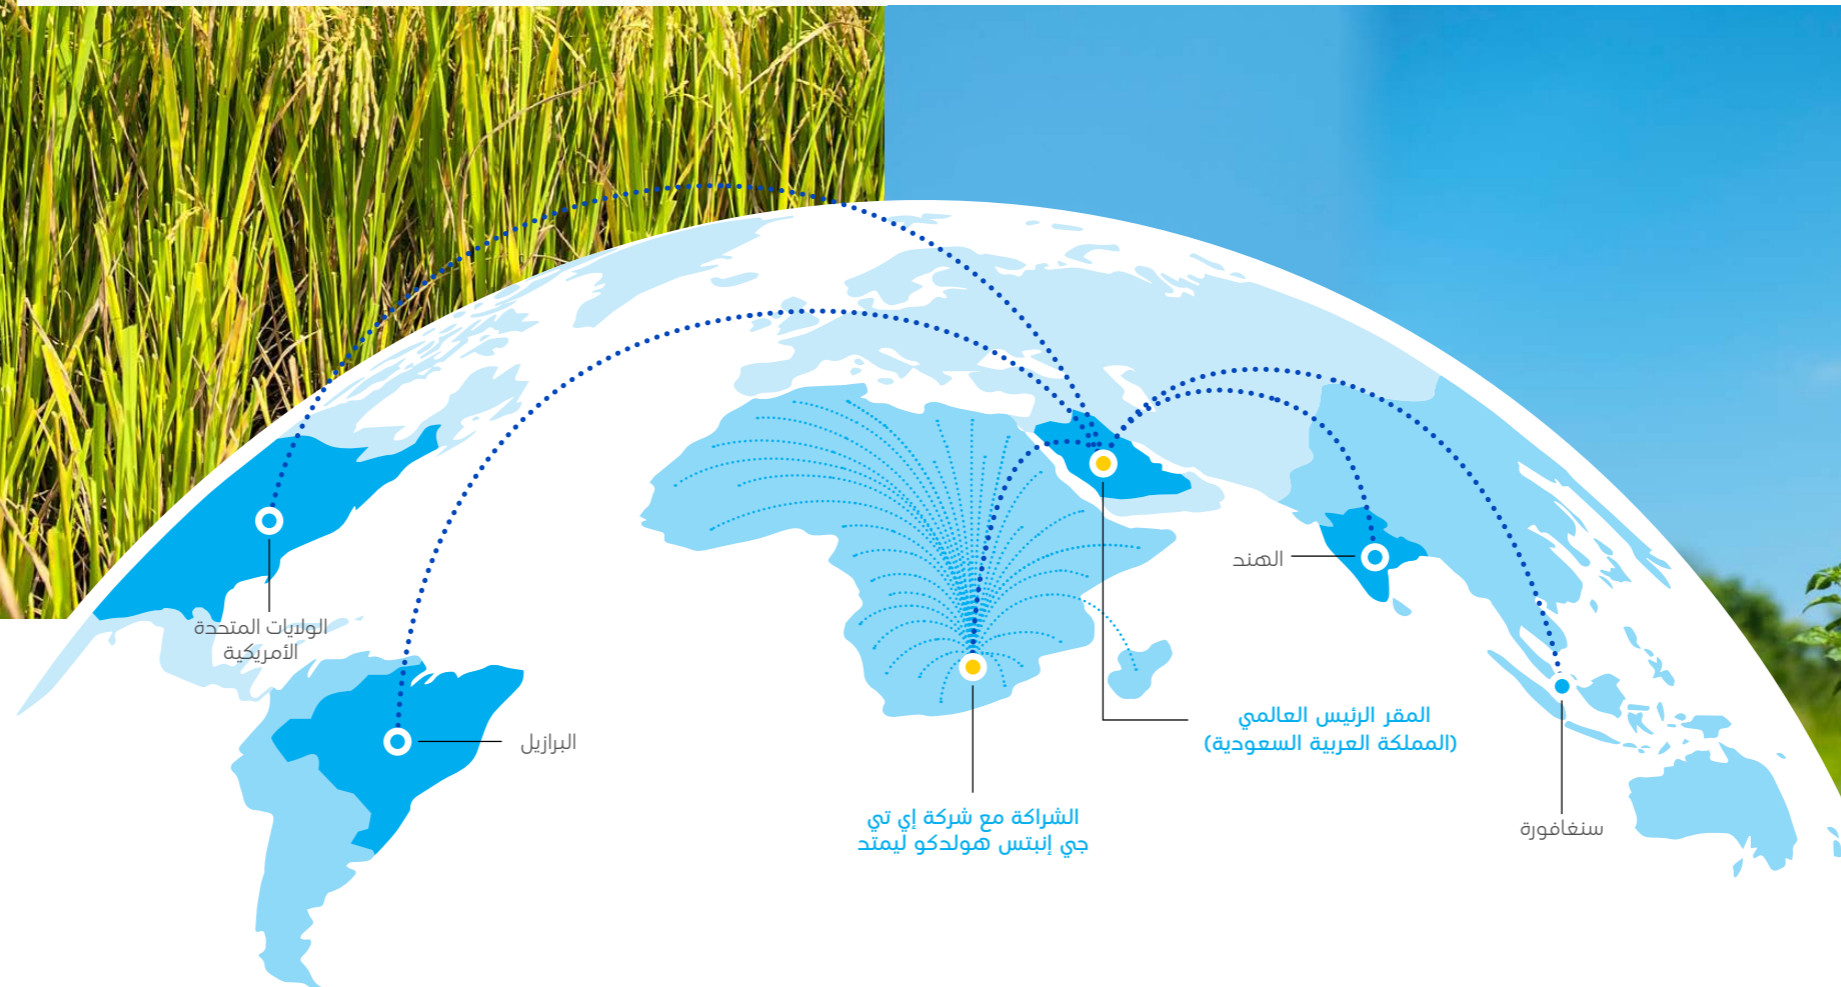 الولايات المتحدة
الأمريكية
البرازيل
الشراكة مع شركة إي تي
جي إنبتس هولدكو ليمتد
المقر الرئيس العالمي
(المملكة العربية السعودية)
الهند
سنغافورة